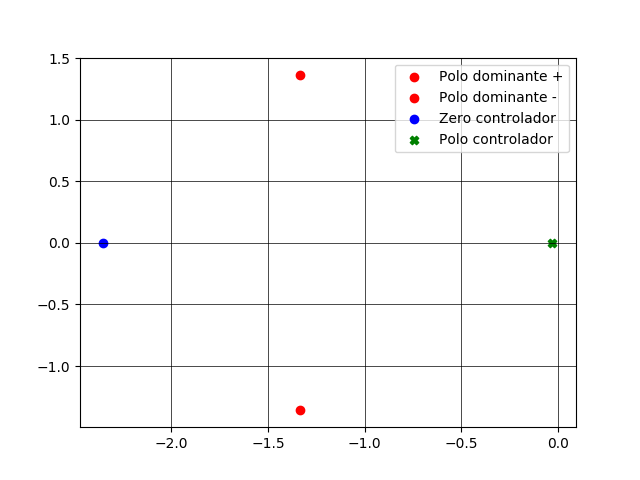 1.5
1.0
0.5
0.0
−0.5
−1.0
Polo dominante +
Polo dominante -
Zero controlador
Polo controlador
−2.0 −1.5 −1.0 −0.5 0.0